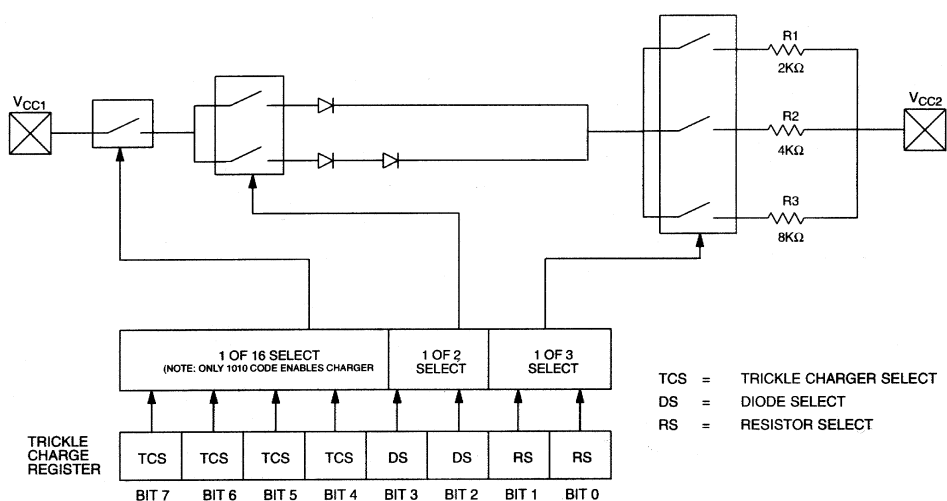 V_CC1
R1
2KΩ
R2
4KΩ
R3
8KΩ
V_CC2
1 OF 16 SELECT
(NOTE: ONLY 1010 CODE ENABLES CHARGER
1 OF 2
SELECT
1 OF 3
SELECT
TCS = TRICKLE CHARGER SELECT
DS = DIODE SELECT
RS = RESISTOR SELECT
TRICKLE
CHARGE
REGISTER
TCS TCS TCS TCS DS DS RS RS
BIT 7 BIT 6 BIT 5 BIT 4 BIT 3 BIT 2 BIT 1 BIT 0